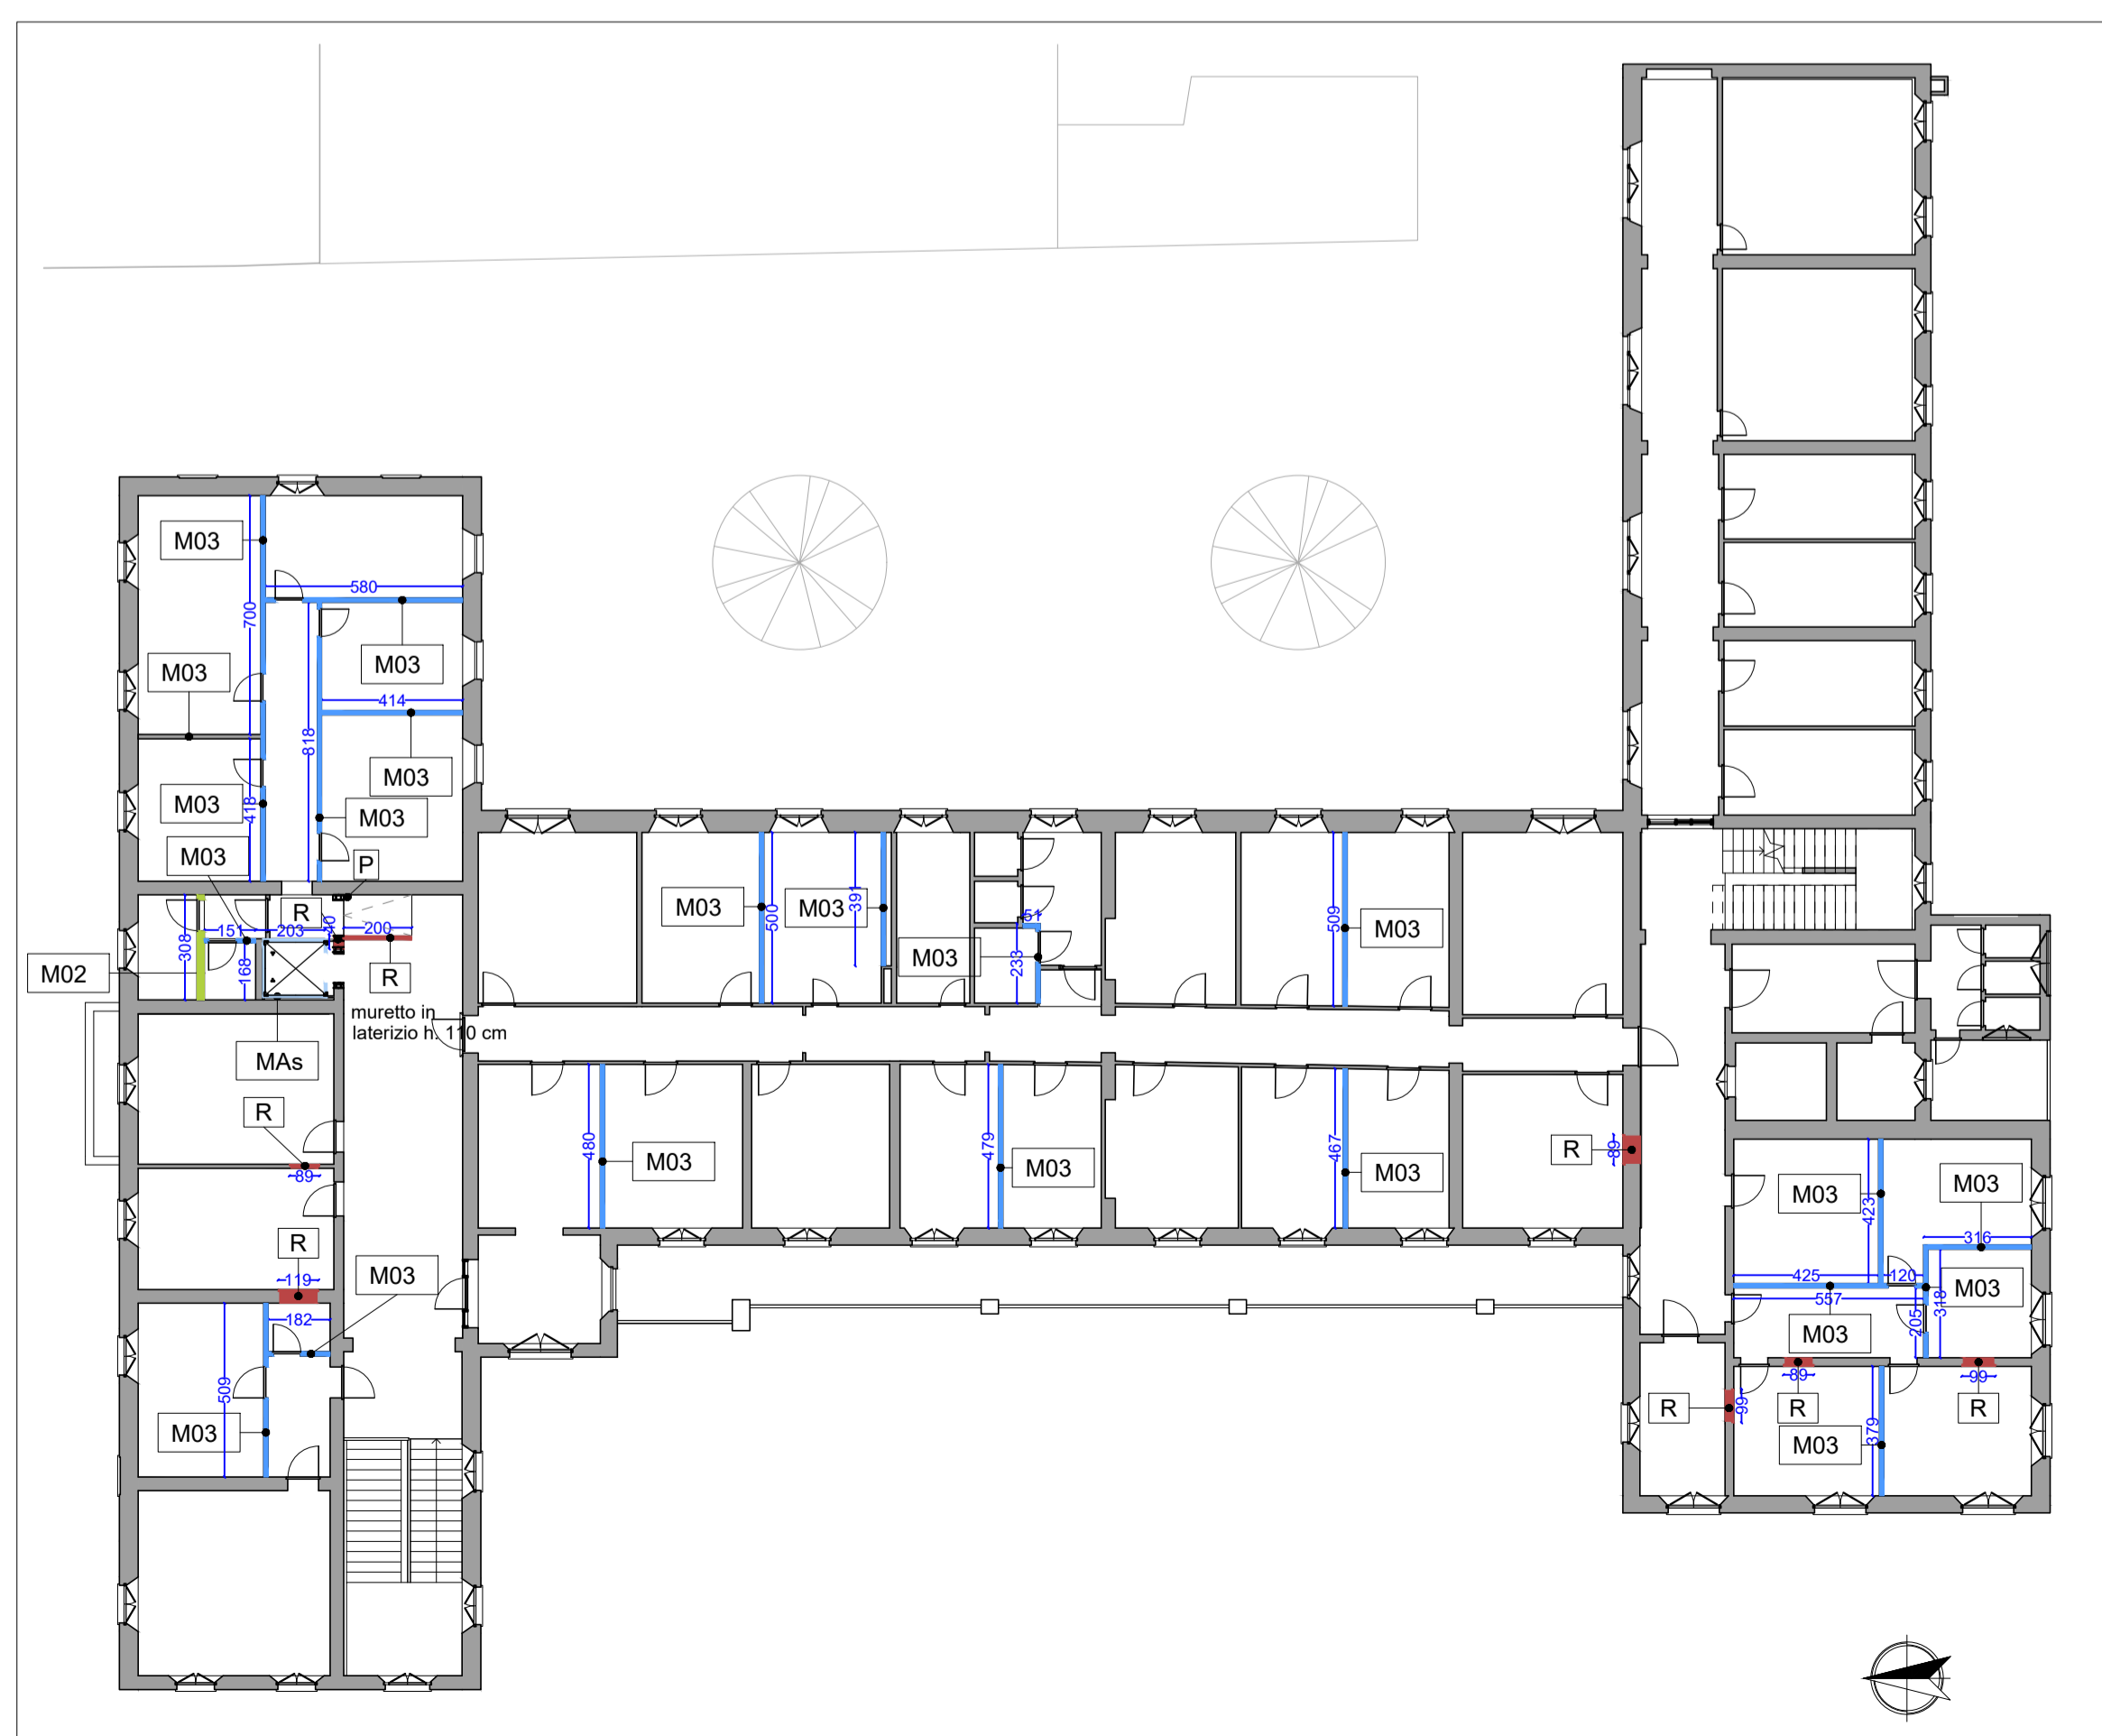 M03
580
700
M03
M03
414
818
M03
M03
418
M03
M03
P
R
40
151
203
200
308
168
R
M02
muretto in
laterizio h. 110 cm
MAs
R
89
R
119
M03
182
509
M03
M03
500
M03
391
51
M03
233
509
M03
480
M03
479
M03
467
M03
R
89
M03
423
M03
316
425
120
M03
557
318
205
M03
89
99
R
99
R
R
M03
379